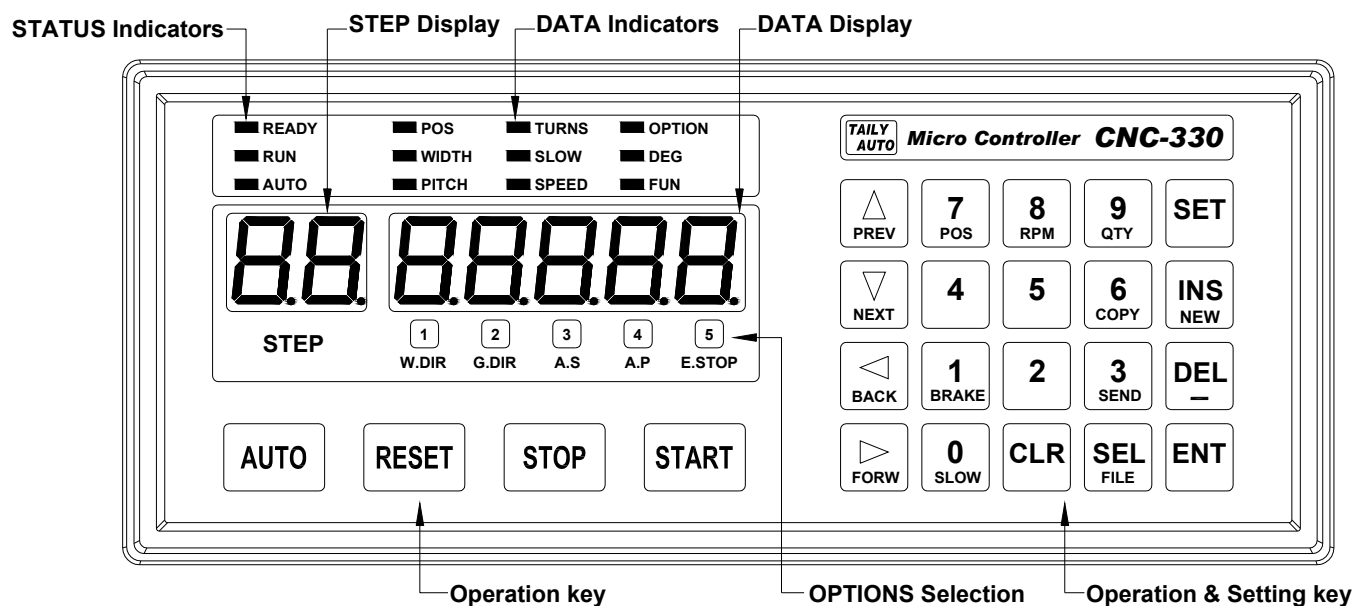 STATUS Indicators STEP Display DATA Indicators DATA Display
READY POS TURNS OPTION
RUN WIDTH SLOW DEG
AUTO PITCH SPEED FUN
88 88888
STEP
1 2 3 4 5
W.DIR G.DIR A.S A.P E.STOP
AUTO RESET STOP START
TAILY AUTO Micro Controller CNC-330
7 8 9 SET
PREV POS RPM QTY
4 5 6 INS
NEXT COPY NEW
1 2 3 DEL
BACK BRAKE SEND –
0 CLR SEL ENT
FORW SLOW FILE
Operation key OPTIONS Selection Operation & Setting key